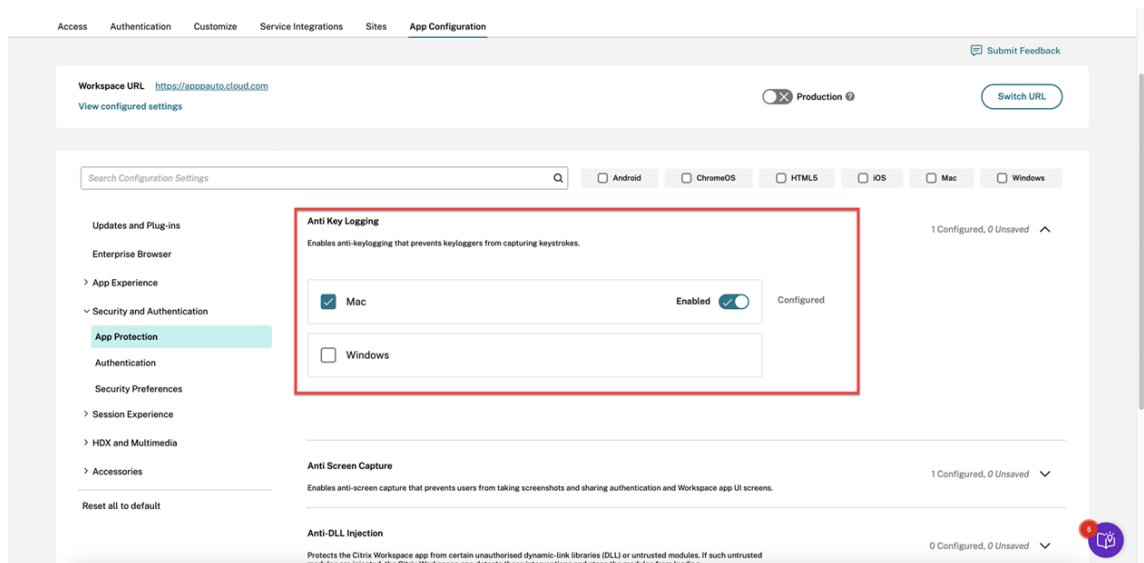 Access Authentication Customize Service Integrations Sites App Configuration
Submit Feedback
Workspace URL https://apppauto.cloud.com
View configured settings
Production
Switch URL
Search Configuration Settings
Android ChromeOS HTML5 iOS Mac Windows
Updates and Plug-ins
Enterprise Browser
App Experience
Security and Authentication
App Protection
Authentication
Security Preferences
Session Experience
HDX and Multimedia
Accessories
Reset all to default
Anti Key Logging
1 Configured, 0 Unsaved
Enables anti-keylogging that prevents keyloggers from capturing keystrokes.
Mac Enabled Configured
Windows
Anti Screen Capture
1 Configured, 0 Unsaved
Enables anti-screen capture that prevents users from taking screenshots and sharing authentication and Workspace app UI screens.
Anti-DLL Injection
0 Configured, 0 Unsaved
Protects the Citrix Workspace app from certain unauthorised dynamic-link libraries (DLL) or untrusted modules. If such untrusted
5